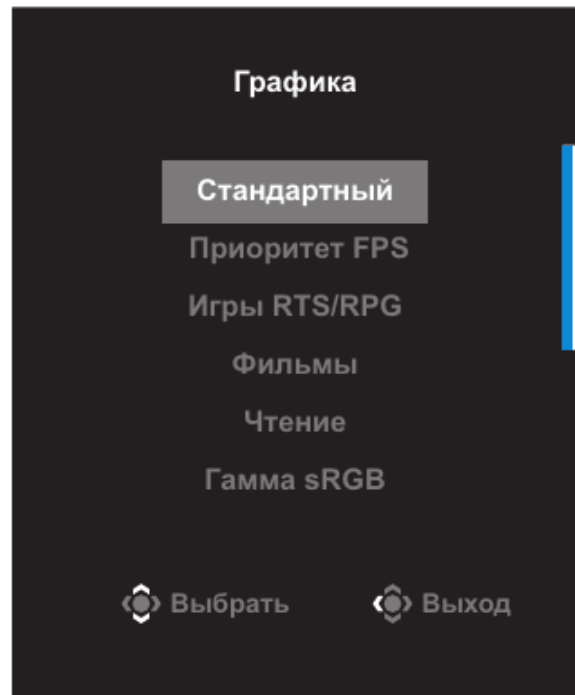 Графика
Стандартный
Приоритет FPS
Игры RTS/RPG
Фильмы
Чтение
Гамма sRGB
Выбрать Выход